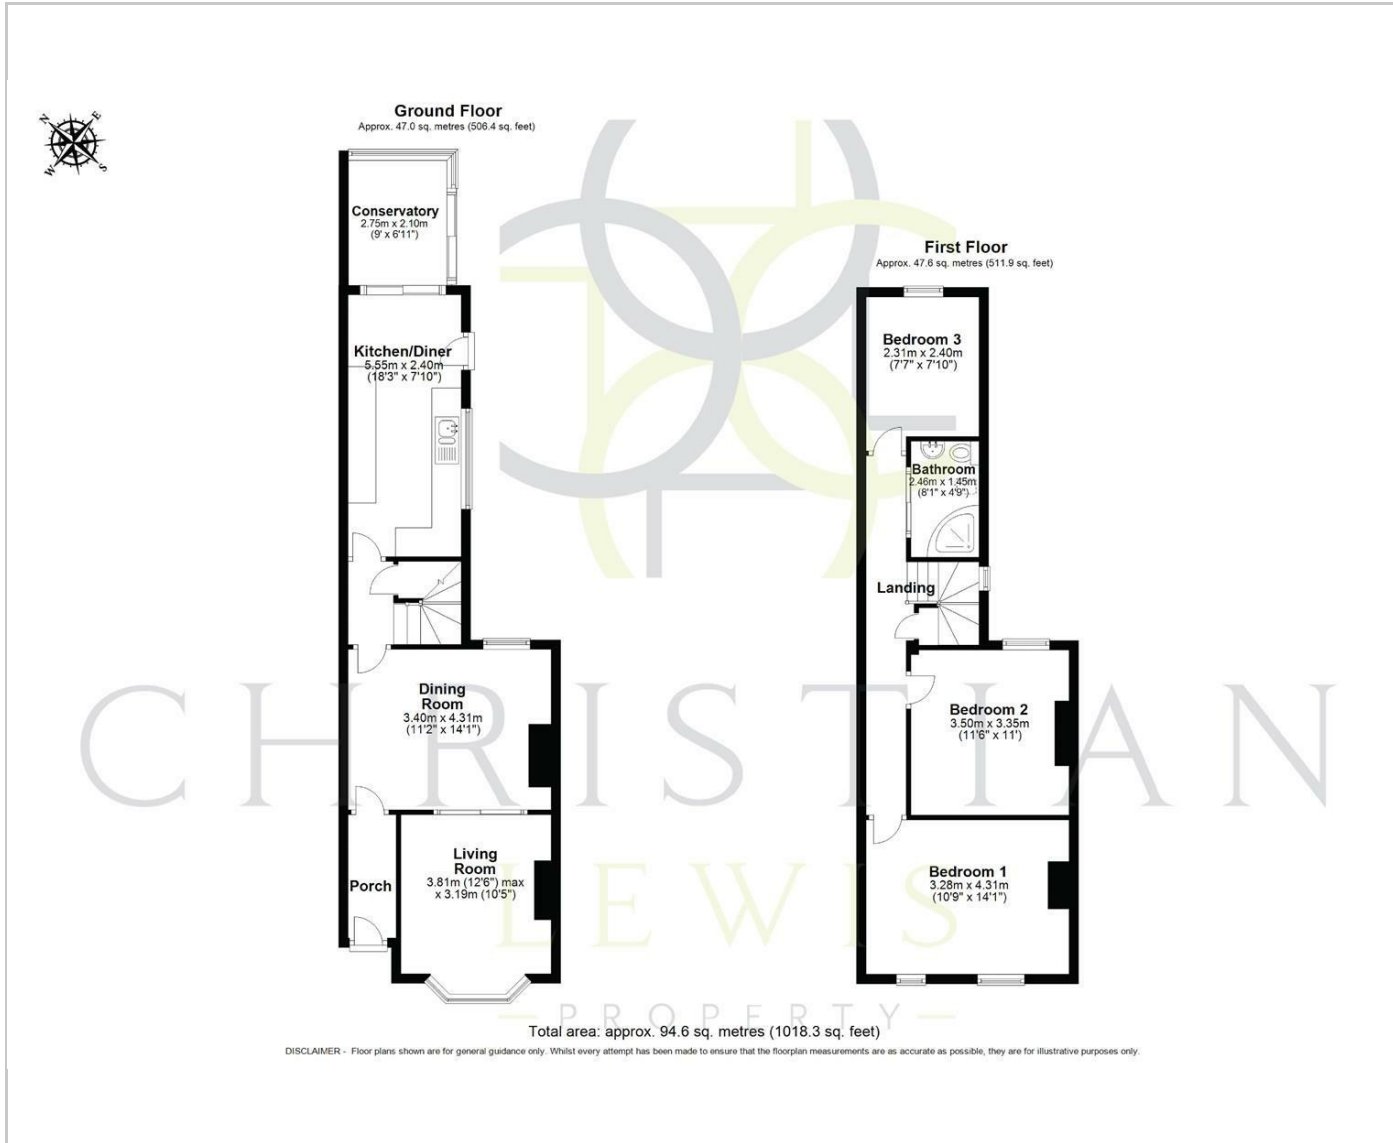 N
E
W
S
Ground Floor
Approx. 47.0 sq. metres (506.4 sq. feet)
Conservatory
2.75m x 2.10m
(9' x 6'11")
Kitchen/Diner
5.55m x 2.40m
(18'3" x 7'10")
Dining
Room
3.40m x 4.31m
(11'2" x 14'1")
Living
Room
3.81m (12'6") max
x 3.19m (10'5")
Porch
First Floor
Approx. 47.6 sq. metres (511.9 sq. feet)
Bedroom 3
2.31m x 2.40m
(7'7" x 7'10")
Bathroom
2.46m x 1.45m
(8'1" x 4'9")
Landing
Bedroom 2
3.50m x 3.35m
(11'6" x 11')
Bedroom 1
3.28m x 4.31m
(10'9" x 14'1")
CHRISTIAN
LEWIS
PROPERTY
Total area: approx. 94.6 sq. metres (1018.3 sq. feet)
DISCLAIMER - Floor plans shown are for general guidance only. Whilst every attempt has been made to ensure that the floorplan measurements are as accurate as possible, they are for illustrative purposes only.